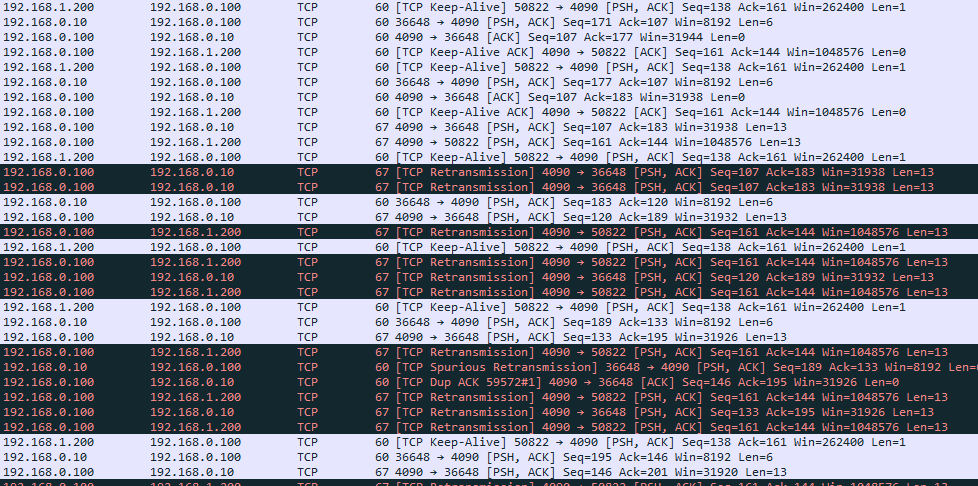 192.168.1.200 192.168.0.100 TCP 60 [TCP Keep-Alive] 50822 → 4090 [PSH, ACK] Seq=138 Ack=161 Win=262400 Len=1
192.168.0.10 192.168.0.100 TCP 60 36648 → 4090 [PSH, ACK] Seq=171 Ack=107 Win=8192 Len=6
192.168.0.100 192.168.0.10 TCP 60 4090 → 36648 [ACK] Seq=107 Ack=177 Win=31944 Len=0
192.168.0.100 192.168.1.200 TCP 60 [TCP Keep-Alive ACK] 4090 → 50822 [ACK] Seq=161 Ack=144 Win=1048576 Len=0
192.168.1.200 192.168.0.100 TCP 60 [TCP Keep-Alive] 50822 → 4090 [PSH, ACK] Seq=138 Ack=161 Win=262400 Len=1
192.168.0.10 192.168.0.100 TCP 60 36648 → 4090 [PSH, ACK] Seq=177 Ack=107 Win=8192 Len=6
192.168.0.100 192.168.0.10 TCP 60 4090 → 36648 [ACK] Seq=107 Ack=183 Win=31938 Len=0
192.168.0.100 192.168.1.200 TCP 60 [TCP Keep-Alive ACK] 4090 → 50822 [ACK] Seq=161 Ack=144 Win=1048576 Len=0
192.168.0.100 192.168.0.10 TCP 67 4090 → 36648 [PSH, ACK] Seq=107 Ack=183 Win=31938 Len=13
192.168.0.100 192.168.1.200 TCP 67 4090 → 50822 [PSH, ACK] Seq=161 Ack=144 Win=1048576 Len=13
192.168.1.200 192.168.0.100 TCP 60 [TCP Keep-Alive] 50822 → 4090 [PSH, ACK] Seq=138 Ack=161 Win=262400 Len=1
192.168.0.100 192.168.0.10 TCP 67 [TCP Retransmission] 4090 → 36648 [PSH, ACK] Seq=107 Ack=183 Win=31938 Len=13
192.168.0.100 192.168.0.10 TCP 67 [TCP Retransmission] 4090 → 36648 [PSH, ACK] Seq=107 Ack=183 Win=31938 Len=13
192.168.0.10 192.168.0.100 TCP 60 36648 → 4090 [PSH, ACK] Seq=183 Ack=120 Win=8192 Len=6
192.168.0.100 192.168.0.10 TCP 67 4090 → 36648 [PSH, ACK] Seq=120 Ack=189 Win=31932 Len=13
192.168.0.100 192.168.1.200 TCP 67 [TCP Retransmission] 4090 → 50822 [PSH, ACK] Seq=161 Ack=144 Win=1048576 Len=13
192.168.1.200 192.168.0.100 TCP 60 [TCP Keep-Alive] 50822 → 4090 [PSH, ACK] Seq=138 Ack=161 Win=262400 Len=1
192.168.0.100 192.168.1.200 TCP 67 [TCP Retransmission] 4090 → 50822 [PSH, ACK] Seq=161 Ack=144 Win=1048576 Len=13
192.168.0.100 192.168.0.10 TCP 67 [TCP Retransmission] 4090 → 36648 [PSH, ACK] Seq=120 Ack=189 Win=31932 Len=13
192.168.0.100 192.168.1.200 TCP 67 [TCP Retransmission] 4090 → 50822 [PSH, ACK] Seq=161 Ack=144 Win=1048576 Len=13
192.168.1.200 192.168.0.100 TCP 60 [TCP Keep-Alive] 50822 → 4090 [PSH, ACK] Seq=138 Ack=161 Win=262400 Len=1
192.168.0.10 192.168.0.100 TCP 60 36648 → 4090 [PSH, ACK] Seq=189 Ack=133 Win=8192 Len=6
192.168.0.100 192.168.0.10 TCP 67 4090 → 36648 [PSH, ACK] Seq=133 Ack=195 Win=31926 Len=13
192.168.0.100 192.168.1.200 TCP 67 [TCP Retransmission] 4090 → 50822 [PSH, ACK] Seq=161 Ack=144 Win=1048576 Len=13
192.168.0.10 192.168.0.100 TCP 60 [TCP Spurious Retransmission] 36648 → 4090 [PSH, ACK] Seq=189 Ack=133 Win=8192 Len=
192.168.0.100 192.168.0.10 TCP 60 [TCP Dup ACK 59572#1] 4090 → 36648 [ACK] Seq=146 Ack=195 Win=31926 Len=0
192.168.0.100 192.168.1.200 TCP 67 [TCP Retransmission] 4090 → 50822 [PSH, ACK] Seq=161 Ack=144 Win=1048576 Len=13
192.168.0.100 192.168.0.10 TCP 67 [TCP Retransmission] 4090 → 36648 [PSH, ACK] Seq=133 Ack=195 Win=31926 Len=13
192.168.0.100 192.168.1.200 TCP 67 [TCP Retransmission] 4090 → 50822 [PSH, ACK] Seq=161 Ack=144 Win=1048576 Len=13
192.168.1.200 192.168.0.100 TCP 60 [TCP Keep-Alive] 50822 → 4090 [PSH, ACK] Seq=138 Ack=161 Win=262400 Len=1
192.168.0.10 192.168.0.100 TCP 60 36648 → 4090 [PSH, ACK] Seq=195 Ack=146 Win=8192 Len=6
192.168.0.100 192.168.0.10 TCP 67 4090 → 36648 [PSH, ACK] Seq=146 Ack=201 Win=31920 Len=13